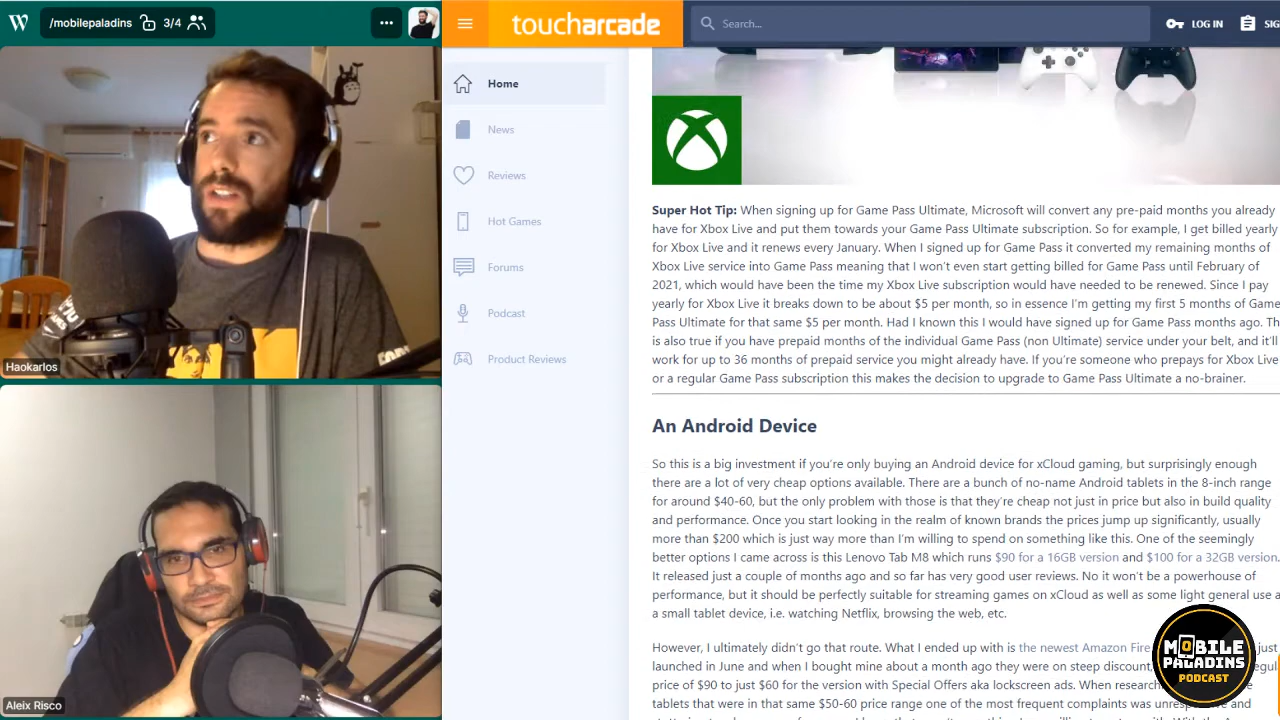 /mobilepaladins 3/4
Haokarlos
Aleix Risco
toucharcade
Search...
LOG IN
Home
News
Reviews
Hot Games
Forums
Podcast
Product Reviews
Super Hot Tip: When signing up for Game Pass Ultimate, Microsoft will convert any pre-paid months you already
have for Xbox Live and put them towards your Game Pass Ultimate subscription. So for example, I get billed yearly
for Xbox Live and it renews every January. When I signed up for Game Pass it converted my remaining months of
Xbox Live service into Game Pass meaning that I won't even start getting billed for Game Pass until February of
2021, which would have been the time my Xbox Live subscription would have needed to be renewed. Since I pay
yearly for Xbox Live it breaks down to be about $5 per month, so in essence I'm getting my first 5 months of Game
Pass Ultimate for that same $5 per month. Had I known this I would have signed up for Game Pass months ago. Th
is also true if you have prepaid months of the individual Game Pass (non Ultimate) service under your belt, and it'll
work for up to 36 months of prepaid service you might already have. If you're someone who prepays for Xbox Live
or a regular Game Pass subscription this makes the decision to upgrade to Game Pass Ultimate a no-brainer.
An Android Device
So this is a big investment if you're only buying an Android device for xCloud gaming, but surprisingly enough
there are a lot of very cheap options available. There are a bunch of no-name Android tablets in the 8-inch range
for around $40-60, but the only problem with those is that they're cheap not just in price but also in build quality
and performance. Once you start looking in the realm of known brands the prices jump up significantly, usually
more than $200 which is just way more than I'm willing to spend on something like this. One of the seemingly
better options I came across is this Lenovo Tab M8 which runs $90 for a 16GB version and $100 for a 32GB version.
It released just a couple of months ago and so far has very good user reviews. No it won't be a powerhouse of
performance, but it should be perfectly suitable for streaming games on xCloud as well as some light general use a
a small tablet device, i.e. watching Netflix, browsing the web, etc.
However, I ultimately didn't go that route. What I ended up with is the newest Amazon Fire just
launched in June and when I bought mine about a month ago they were on steep discount,
price of $90 to just $60 for the version with Special Offers aka lockscreen ads. When
tablets that were in that same $50-60 price range one of the most frequent complaints was and
MOBILE
PALADINS
PODCAST